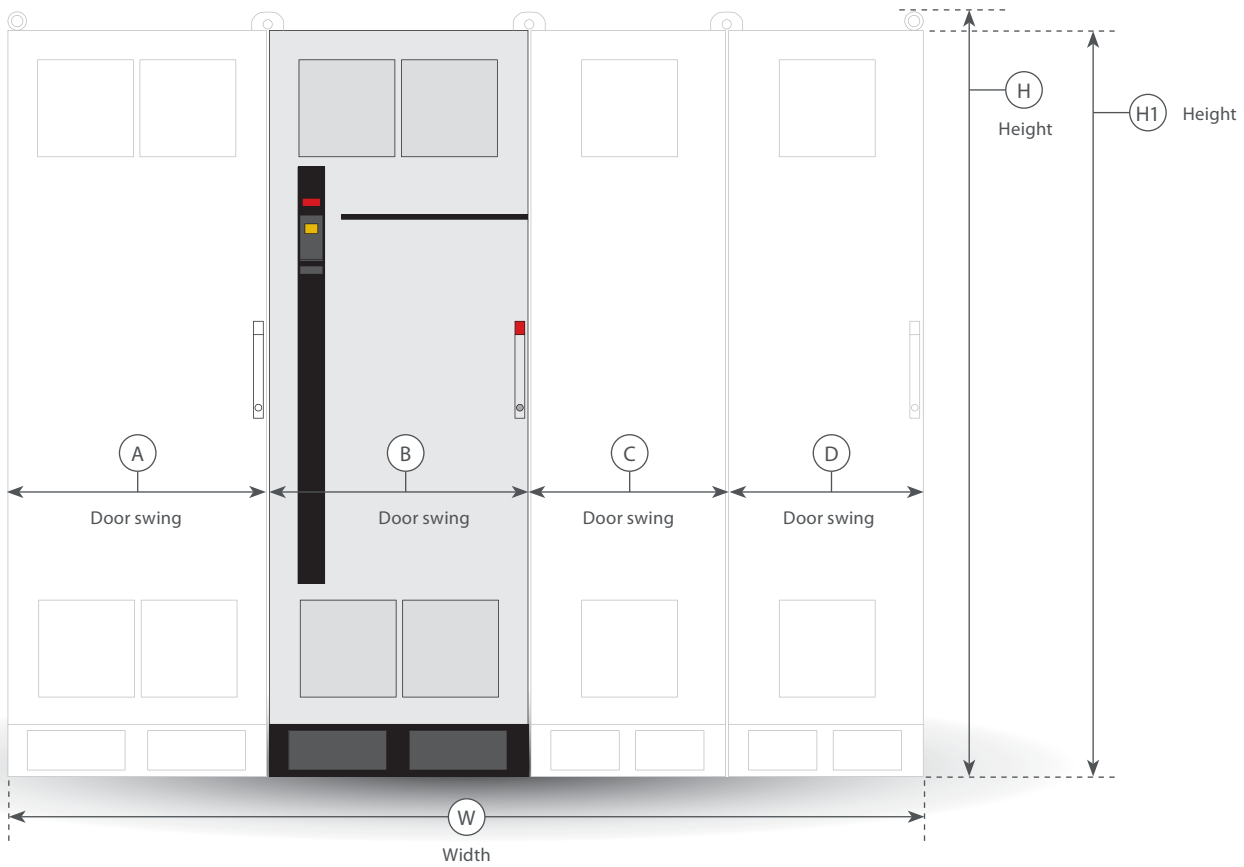 H
Height
H1 Height
A
B
C
D
Door swing
Door swing
Door swing
Door swing
W
Width